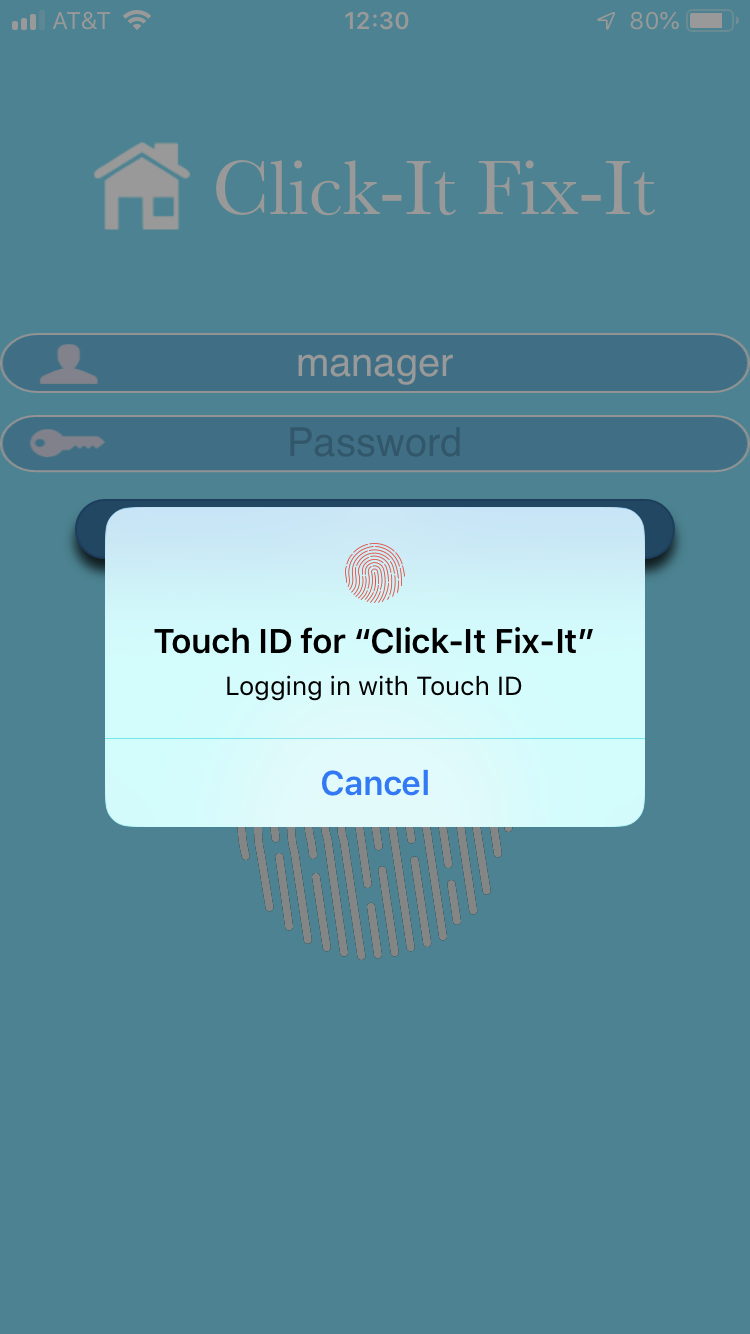 AT&T 12:30 80%
Click-It Fix-It
manager
Password
Touch ID for “Click-It Fix-It”
Logging in with Touch ID
Cancel